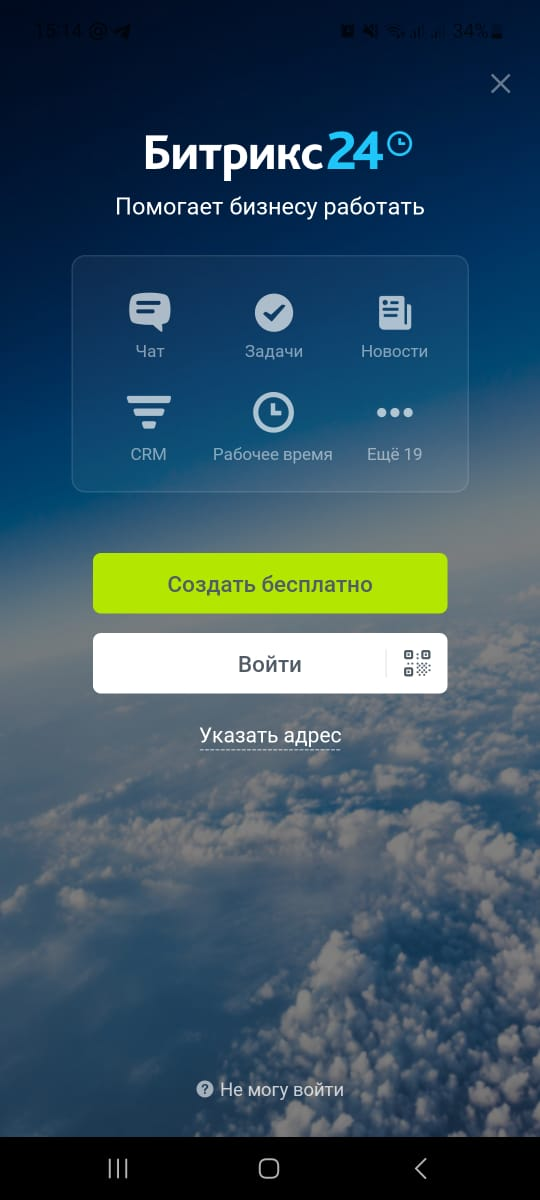 15:14 34%
Битрикс24
Помогает бизнесу работать
Чат Задачи Новости
CRM Рабочее время Ещё 19
Создать бесплатно
Войти
Указать адрес
? Не могу войти